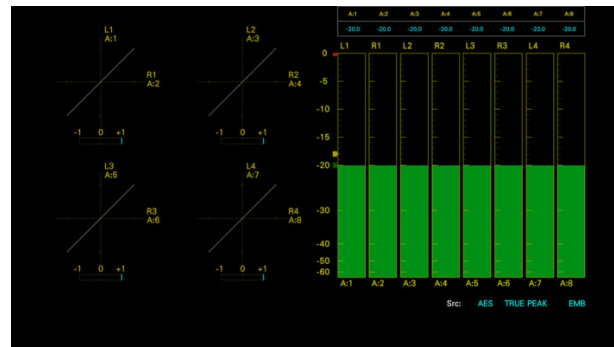 L1
A:1
R1
A:2
-1 0 +1
L2
A:3
R2
A:4
-1 0 +1
L3
A:5
R3
A:6
-1 0 +1
L4
A:7
R4
A:8
-1 0 +1
A:1 A:2 A:3 A:4 A:5 A:6 A:7 A:8
-20.0 -20.0 -20.0 -20.0 -20.0 -20.0 -20.0 -20.0
L1 R1 L2 R2 L3 R3 L4 R4
0
-5
-10
-15
-20
-30
-40
-50
-60
A:1 A:2 A:3 A:4 A:5 A:6 A:7 A:8
Src: AES TRUE PEAK EMB